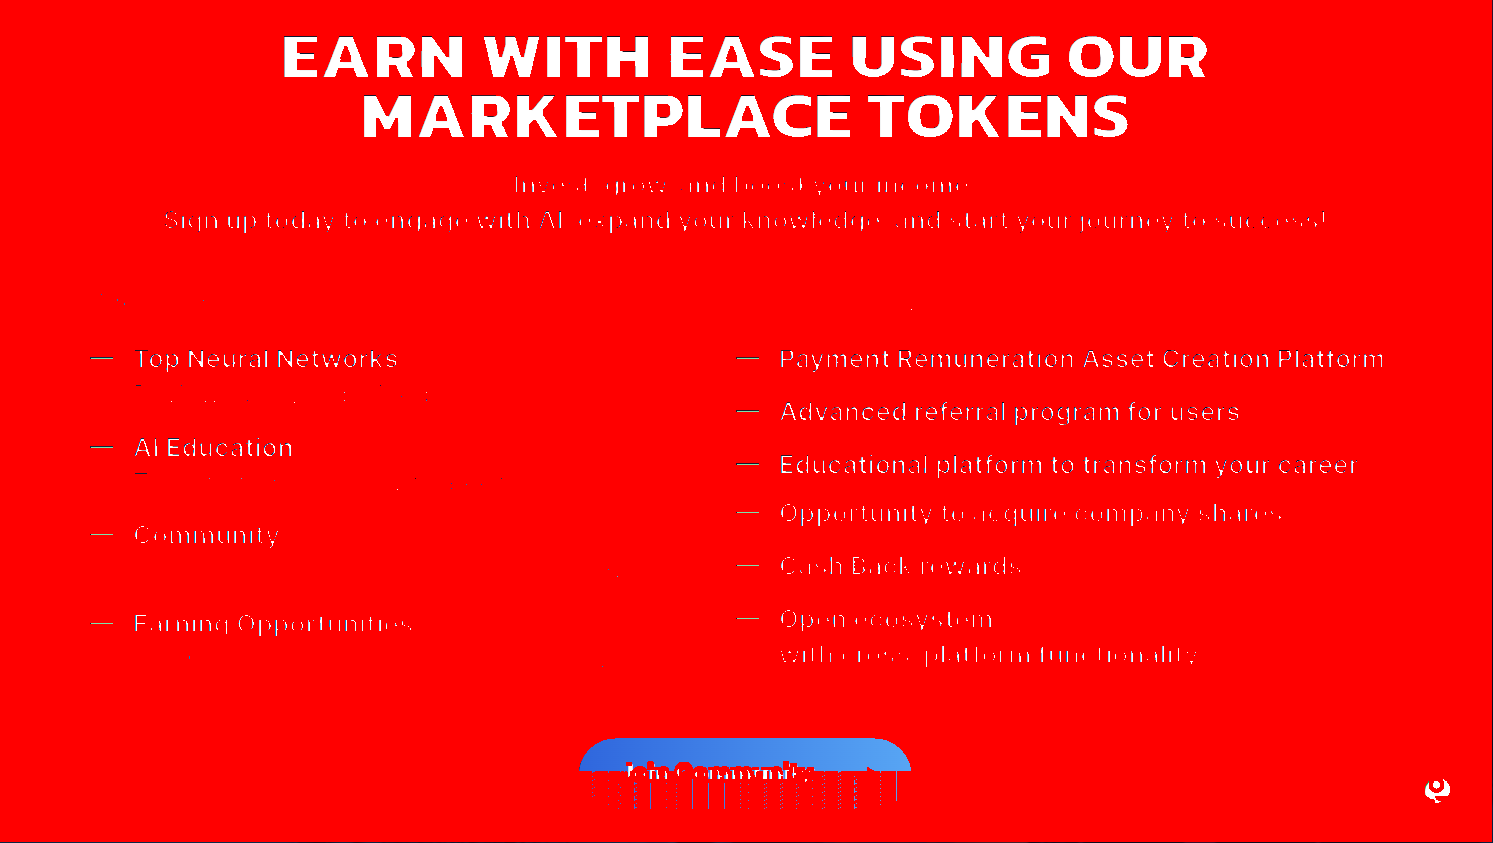 EARN WITH EASE USING OUR
MARKETPLACE TOKENS
Invest, grow, and boost your income
Sign up today to engage with AI, expand your knowledge, and start your journey to success!
— Top Neural Networks
— AI Education
— Community
— Earning Opportunities
— Payment Remuneration Asset Creation Platform
— Advanced referral program for users
— Educational platform to transform your career
— Opportunity to acquire company shares
— Cash Back rewards
— Open ecosystem
with cross-platform functionality
Join Community